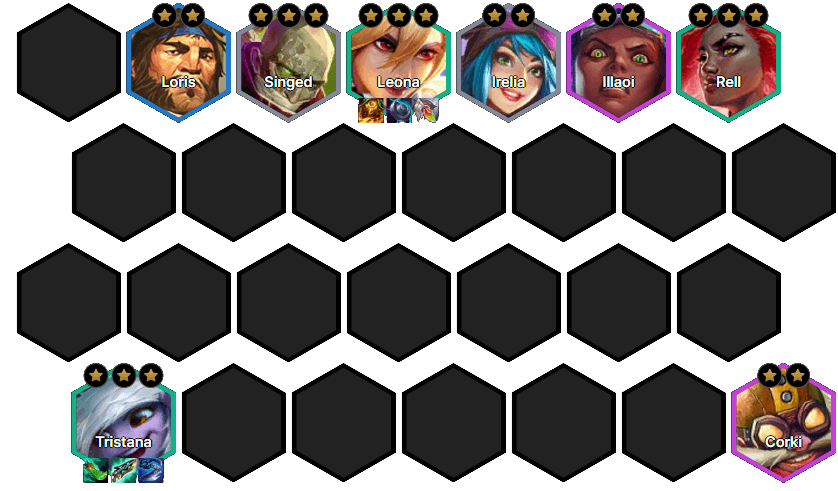 Loris
Singed
Leona
Irelia
Illaoi
Rell
Tristana
Corki